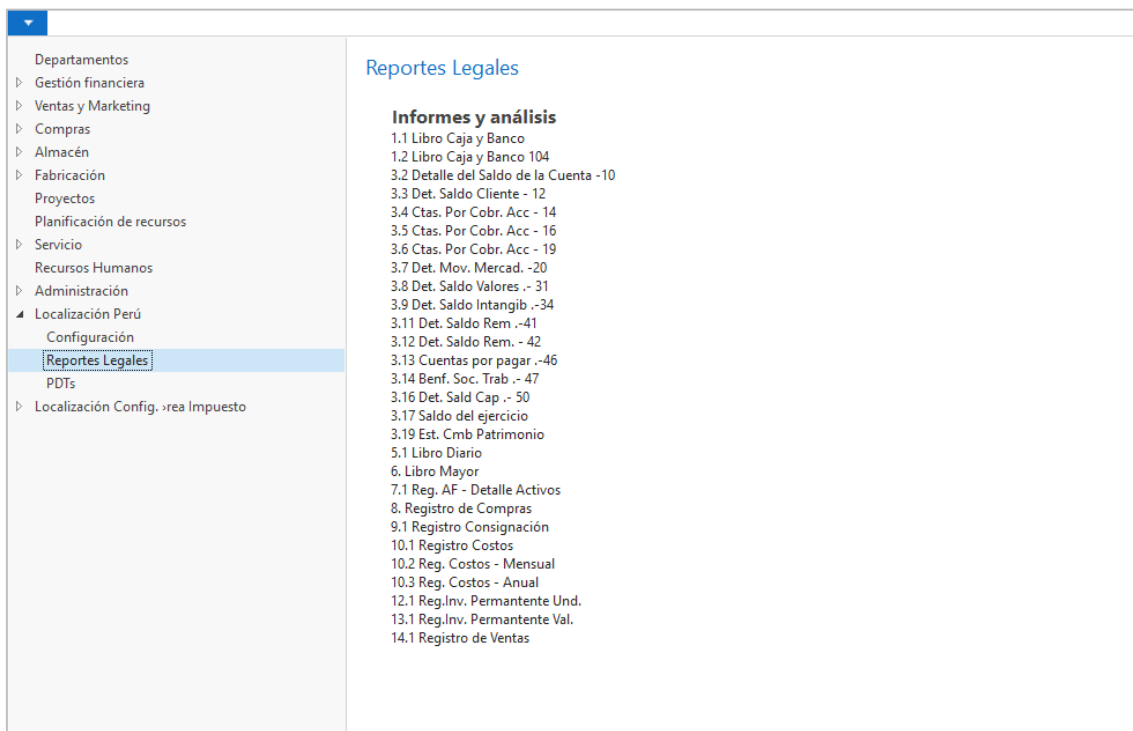 Departamentos
Gestión financiera
Ventas y Marketing
Compras
Almacén
Fabricación
Proyectos
Planificación de recursos
Servicio
Recursos Humanos
Administración
Localización Perú
Configuración
Reportes Legales
PDTs
Localización Config. ›rea Impuesto
Reportes Legales
Informes y análisis
1.1 Libro Caja y Banco
1.2 Libro Caja y Banco 104
3.2 Detalle del Saldo de la Cuenta -10
3.3 Det. Saldo Cliente - 12
3.4 Ctas. Por Cobr. Acc - 14
3.5 Ctas. Por Cobr. Acc - 16
3.6 Ctas. Por Cobr. Acc - 19
3.7 Det. Mov. Mercad. -20
3.8 Det. Saldo Valores .- 31
3.9 Det. Saldo Intangib .-34
3.11 Det. Saldo Rem .-41
3.12 Det. Saldo Rem. - 42
3.13 Cuentas por pagar .-46
3.14 Benf. Soc. Trab .- 47
3.16 Det. Sald Cap .- 50
3.17 Saldo del ejercicio
3.19 Est. Cmb Patrimonio
5.1 Libro Diario
6. Libro Mayor
7.1 Reg. AF - Detalle Activos
8. Registro de Compras
9.1 Registro Consignación
10.1 Registro Costos
10.2 Reg. Costos - Mensual
10.3 Reg. Costos - Anual
12.1 Reg.Inv. Permantente Und.
13.1 Reg.Inv. Permantente Val.
14.1 Registro de Ventas